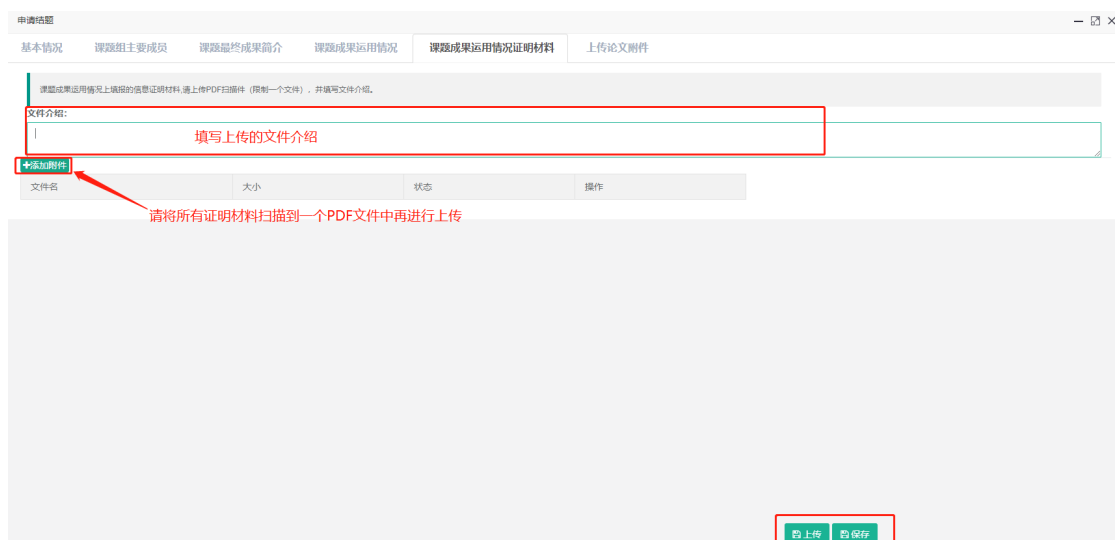 申请结题
基本情况 课题组主要成员 课题最终成果简介 课题成果运用情况 课题成果运用情况证明材料 上传论文附件
课题成果运用情况上填报的信息证明材料,请上传PDF扫描件（限制一个文件），并填写文件介绍。
文件介绍:
填写上传的文件介绍
+添加附件
文件名 大小 状态 操作
请将所有证明材料扫描到一个PDF文件中再进行上传
上传 保存